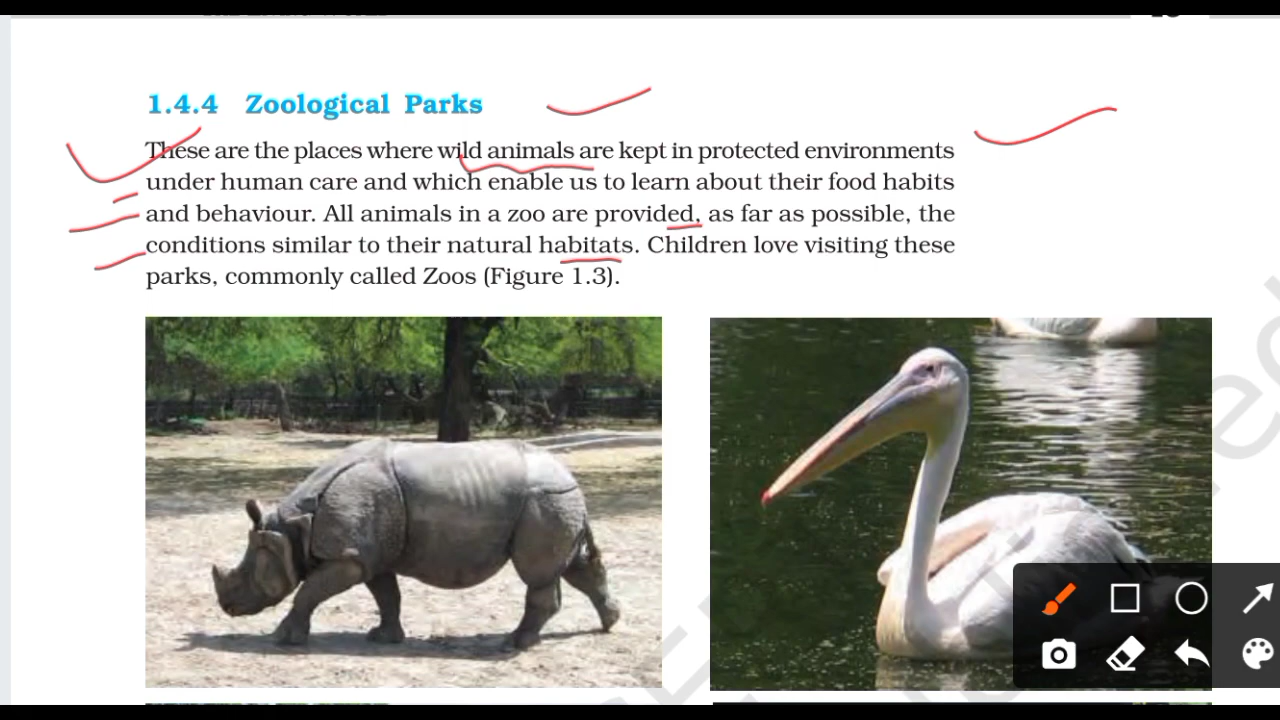 1.4.4 Zoological Parks
These are the places where wild animals are kept in protected environments
under human care and which enable us to learn about their food habits
and behaviour. All animals in a zoo are provided, as far as possible, the
conditions similar to their natural habitats. Children love visiting these
parks, commonly called Zoos (Figure 1.3).